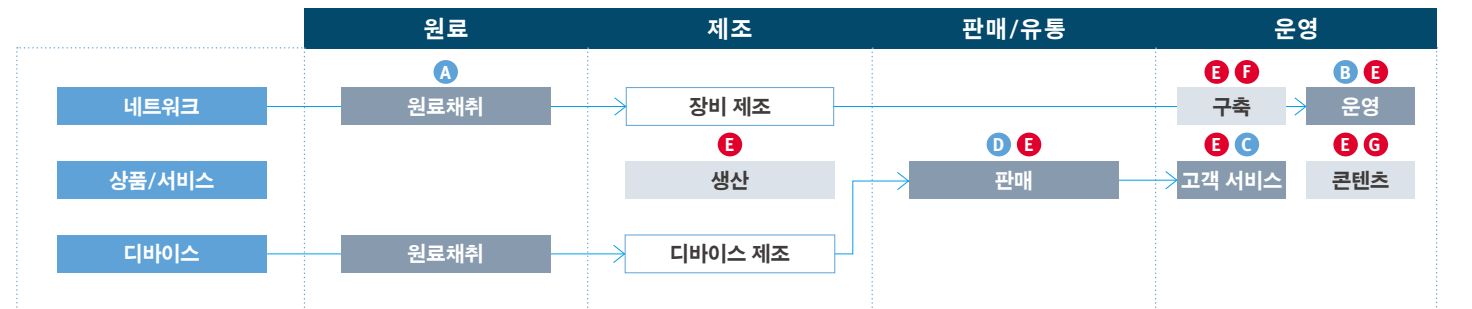 원료 제조 판매/유통 운영
A E F B E
네트워크 원료채취 장비 제조 구축 운영
E D E E C E G
상품/서비스 생산 판매 고객 서비스 콘텐츠
디바이스 원료채취 디바이스 제조